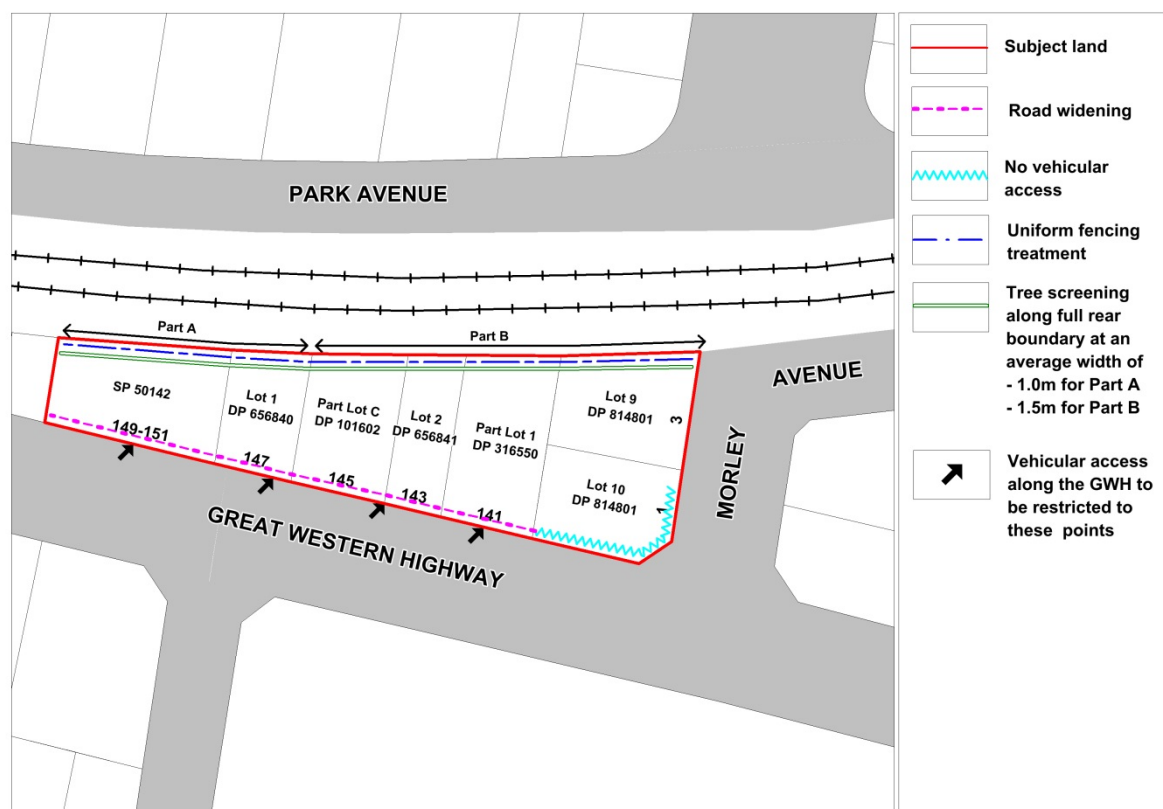 PARK AVENUE
Part A
Part B
SP 50142
Lot 1
DP 656840
Part Lot C
DP 101602
Lot 2
DP 656841
Part Lot 1
DP 316550
Lot 9
DP 814801
3
Lot 10
DP 814801
1
149-151
147
145
143
141
GREAT WESTERN HIGHWAY
MORLEY
AVENUE
Subject land
Road widening
No vehicular
access
Uniform fencing
treatment
Tree screening
along full rear
boundary at an
average width of
- 1.0m for Part A
- 1.5m for Part B
Vehicular access
along the GWH to
be restricted to
these points